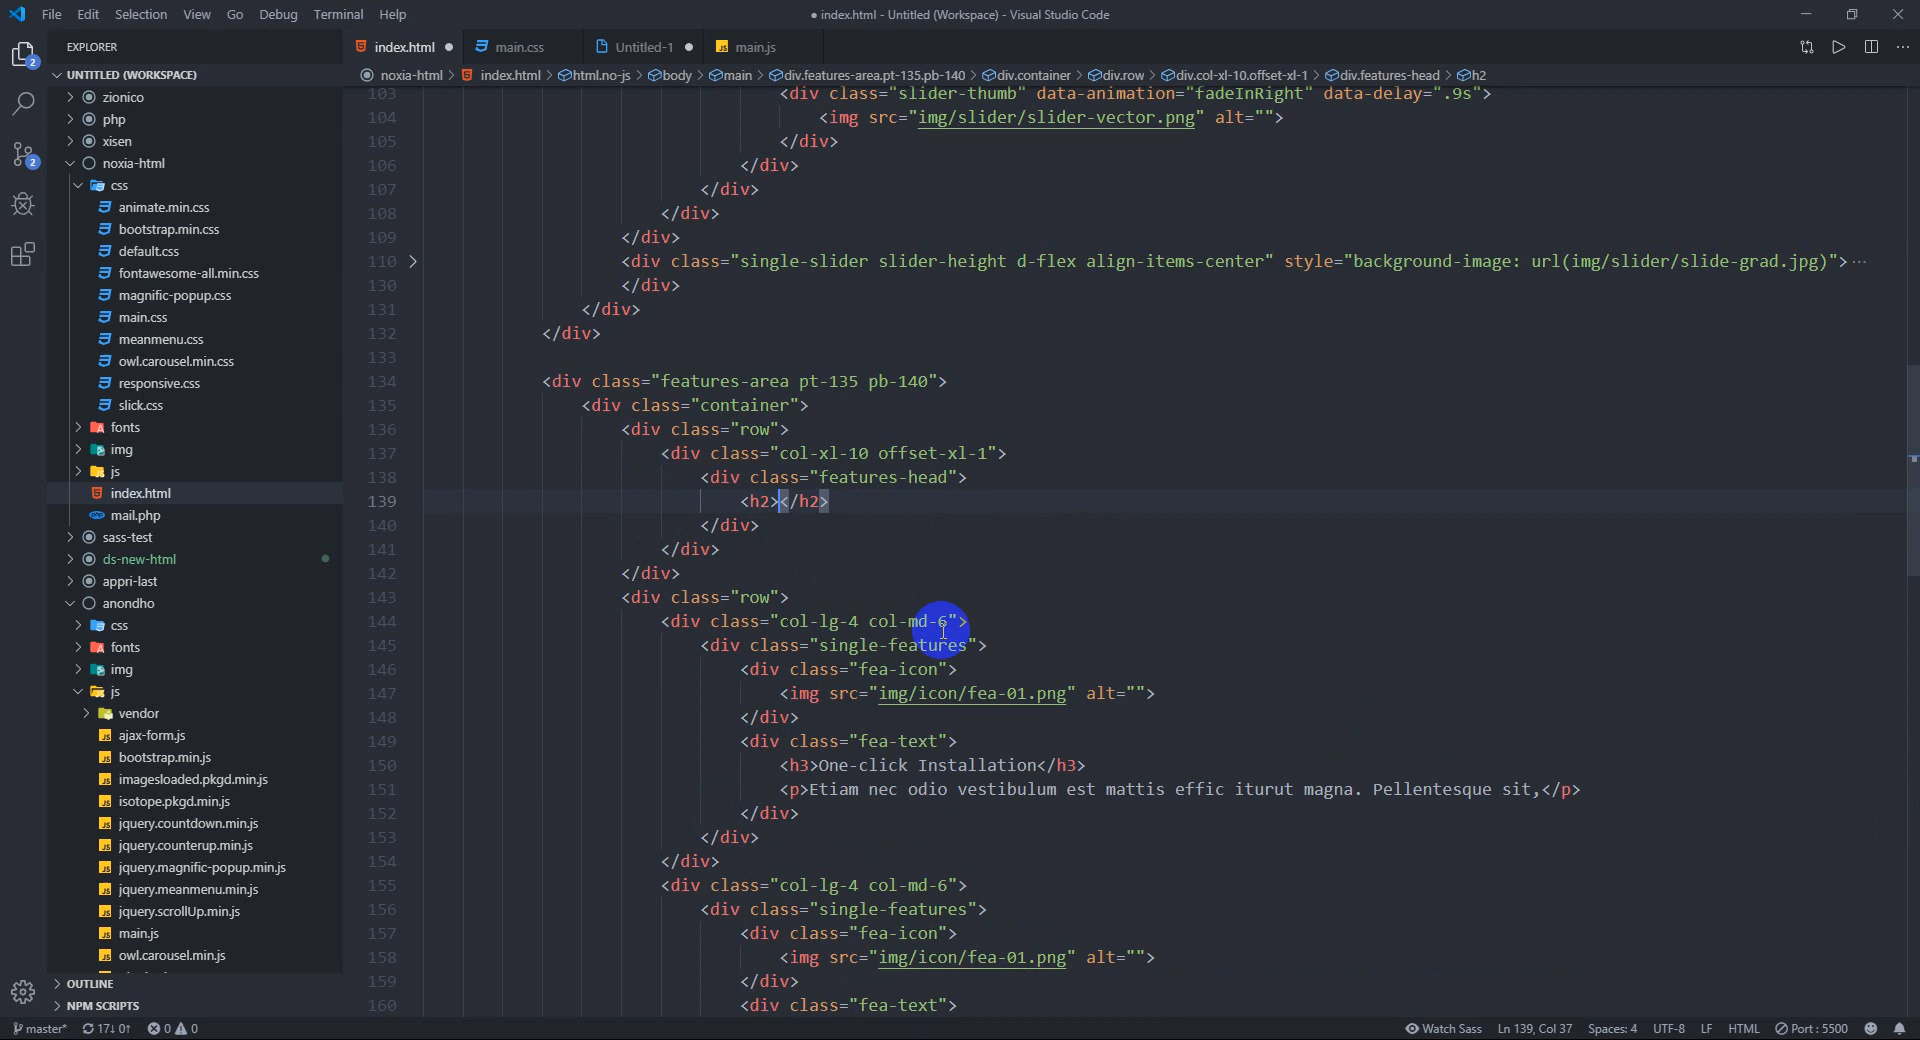 File Edit Selection View Go Debug Terminal Help
● index.html - Untitled (Workspace) - Visual Studio Code
EXPLORER
index.html
main.css
Untitled-1
main.js
UNTITLED (WORKSPACE)
noxia-html > index.html > html.no-js > body > main > div.features-area.pt-135.pb-140 > div.container > div.row > div.col-xl-10.offset-xl-1 > div.features-head > h2
2
2
zionico
php
xisen
noxia-html
css
animate.min.css
bootstrap.min.css
default.css
fontawesome-all.min.css
magnific-popup.css
main.css
meanmenu.css
owl.carousel.min.css
responsive.css
slick.css
fonts
img
js
index.html
mail.php
sass-test
ds-new-html
appri-last
anondho
css
fonts
img
js
vendor
ajax-form.js
bootstrap.min.js
imagesloaded.pkgd.min.js
isotope.pkgd.min.js
jquery.countdown.min.js
jquery.counterup.min.js
jquery.magnific-popup.min.js
jquery.meanmenu.min.js
jquery.scrollUp.min.js
main.js
owl.carousel.min.js
OUTLINE
NPM SCRIPTS
103 <div class="slider-thumb" data-animation="fadeInRight" data-delay=".9s">
104 <img src="img/slider/slider-vector.png" alt="">
105 </div>
106 </div>
107 </div>
108 </div>
109 </div>
110 <div class="single-slider slider-height d-flex align-items-center" style="background-image: url(img/slider/slide-grad.jpg)">…
130 </div>
131 </div>
132 </div>
133
134 <div class="features-area pt-135 pb-140">
135 <div class="container">
136 <div class="row">
137 <div class="col-xl-10 offset-xl-1">
138 <div class="features-head">
139 <h2></h2>
140 </div>
141 </div>
142 </div>
143 <div class="row">
144 <div class="col-lg-4 col-md-6">
145 <div class="single-features">
146 <div class="fea-icon">
147 <img src="img/icon/fea-01.png" alt="">
148 </div>
149 <div class="fea-text">
150 <h3>One-click Installation</h3>
151 <p>Etiam nec odio vestibulum est mattis effic iturut magna. Pellentesque sit,</p>
152 </div>
153 </div>
154 </div>
155 <div class="col-lg-4 col-md-6">
156 <div class="single-features">
157 <div class="fea-icon">
158 <img src="img/icon/fea-01.png" alt="">
159 </div>
160 <div class="fea-text">
master* 17↓ 0↑ 0 0
Watch Sass Ln 139, Col 37 Spaces: 4 UTF-8 LF HTML Port : 5500